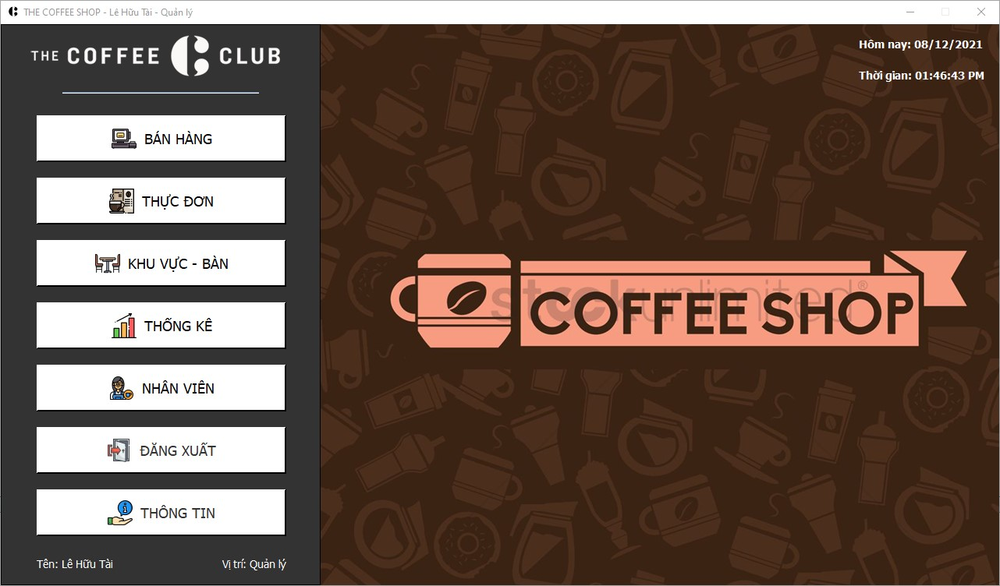 THE COFFEE SHOP - Lê Hữu Tài - Quản lý
THE COFFEE CLUB
Hôm nay: 08/12/2021
Thời gian: 01:46:43 PM
BÁN HÀNG
THỰC ĐƠN
KHU VỰC - BÀN
THỐNG KÊ
NHÂN VIÊN
ĐĂNG XUẤT
THÔNG TIN
Tên: Lê Hữu Tài
Vị trí: Quản lý
stockunlimited®
COFFEE SHOP